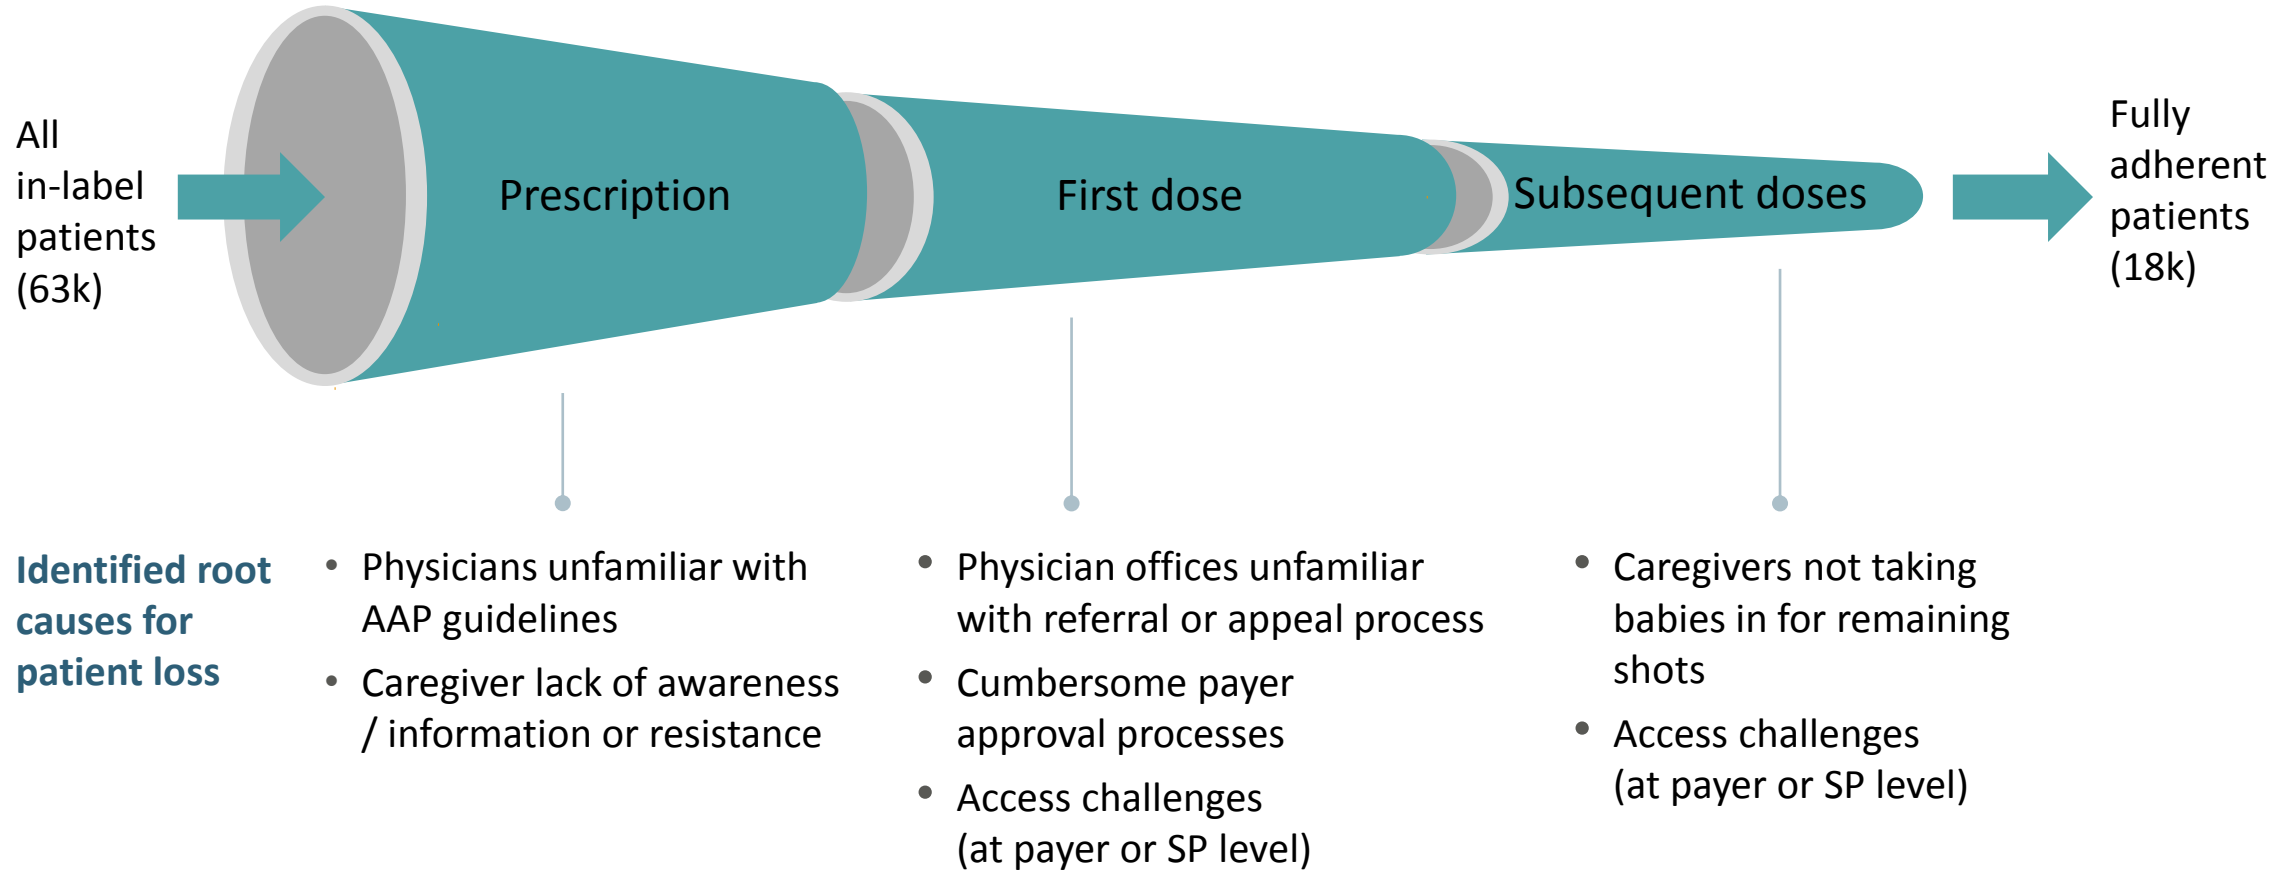 All
in-label
patients
(63k)
Prescription
First dose
Subsequent doses
Fully
adherent
patients
(18k)
Identified root
causes for
patient loss
• Physicians unfamiliar with
AAP guidelines
• Caregiver lack of awareness
/ information or resistance
• Physician offices unfamiliar
with referral or appeal process
• Cumbersome payer
approval processes
• Access challenges
(at payer or SP level)
• Caregivers not taking
babies in for remaining
shots
• Access challenges
(at payer or SP level)